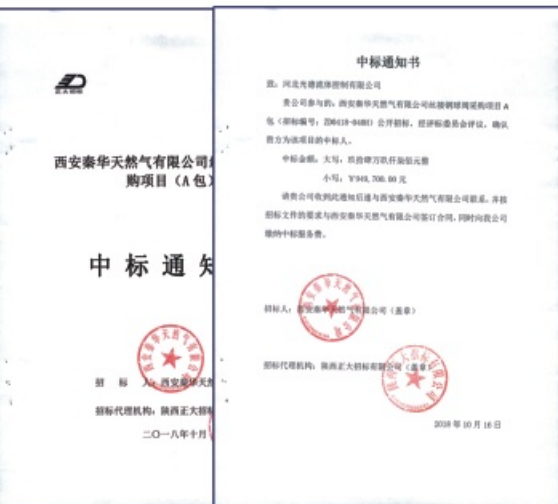 正大招标
西安秦华天然气有限公司
购项目（A包）
中标通知
招标人：西安秦华天然
招标代理机构：陕西正大招标
二〇一八年十月
中标通知书
致：河北光德流体控制有限公司
贵公司参与的：西安秦华天然气有限公司丝接钢球阀采购项目A
包（招标编号：ZD0418-048H）公开招标，经评标委员会评议，确认
贵方为该项目的中标人。
中标金额：大写：玖拾肆万玖仟柒佰元整
小写：￥949,700.00元
请贵公司收到此通知后速与西安秦华天然气有限公司联系，并按
招标文件的要求与西安秦华天然气有限公司签订合同，同时向我公司
缴纳中标服务费。
招标人：西安秦华天然气有限公司（盖章）
招标代理机构：陕西正大招标有限公司（盖章）
2018年10月16日